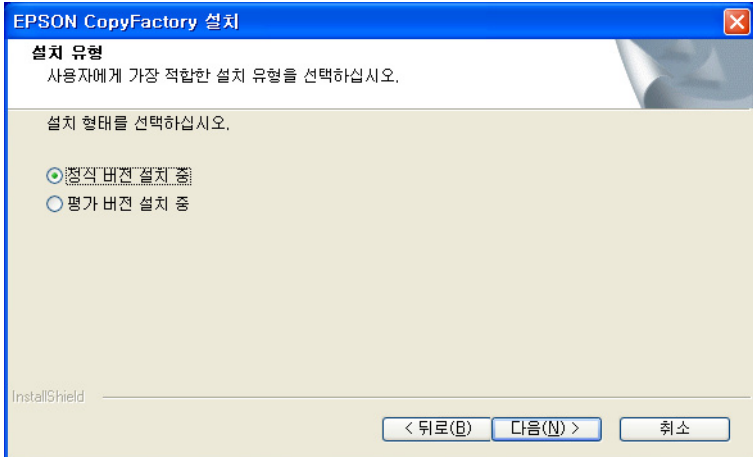 EPSON CopyFactory 설치
설치 유형
사용자에게 가장 적합한 설치 유형을 선택하십시오.
설치 형태를 선택하십시오.
정식 버전 설치 중
평가 버전 설치 중
InstallShield
< 뒤로(B) 다음(N) > 취소